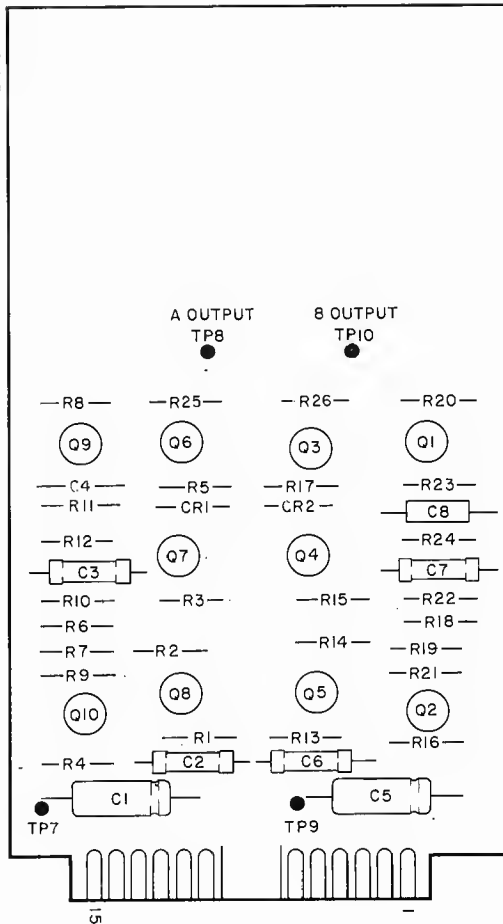 A OUTPUT 8 OUTPUT
TP8 TP10
R8 R25 R26 R20
Q9 Q6 Q3 Q1
C4 R5 R17 R23
R11 CR1 CR2 C8
R12 R24
C3 Q7 Q4 C7
R10 R3 R15 R22
R6 R18
R14
R7 R2 R19
R9 R21
Q10 Q8 Q5 Q2
R1 R13 R16
R4 C2 C6
C1 C5
TP7 TP9
15 1